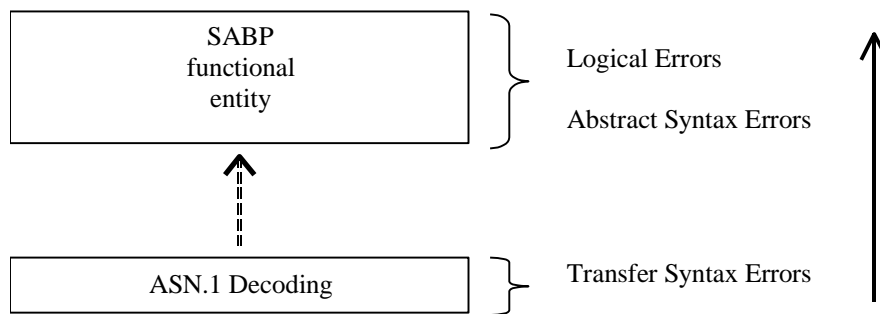 SABP
functional
entity
Logical Errors
Abstract Syntax Errors
ASN.1 Decoding
Transfer Syntax Errors